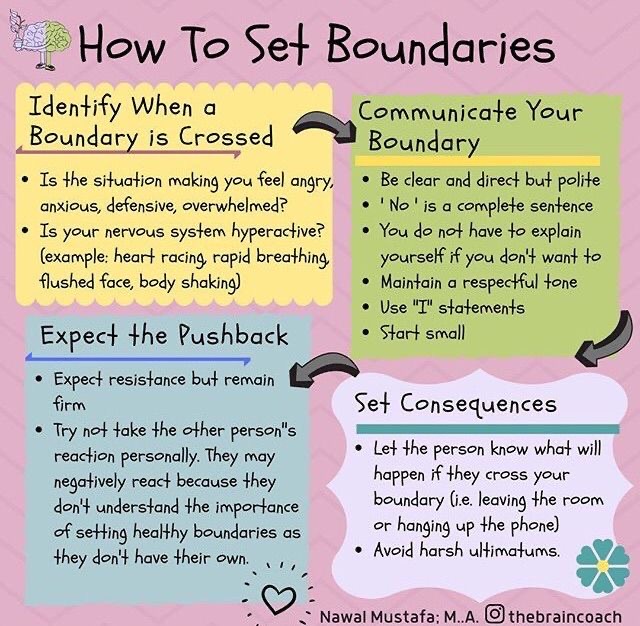 How To Set Boundaries
Identify When a
Boundary is Crossed
• Is the situation making you feel angry,
anxious, defensive, overwhelmed?
• Is your nervous system hyperactive?
(example: heart racing, rapid breathing,
flushed face, body shaking)
Communicate Your
Boundary
• Be clear and direct but polite
• ' No ' is a complete sentence
• You do not have to explain
yourself if you don't want to
• Maintain a respectful tone
• Use "I" statements
• Start small
Set Consequences
• Let the person know what will
happen if they cross your
boundary (i.e. leaving the room
or hanging up the phone)
• Avoid harsh ultimatums.
Expect the Pushback
• Expect resistance but remain
firm
• Try not take the other person"s
reaction personally. They may
negatively react because they
don't understand the importance
of setting healthy boundaries as
they don't have their own.
Nawal Mustafa; M..A. thebraincoach